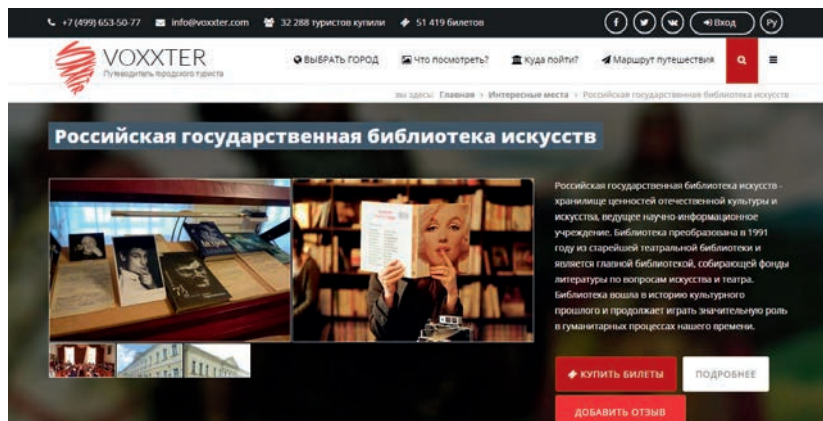 +7 (499) 653-50-77 info@voxxter.com 32 288 туристов купили 51 419 билетов Вход Ру
VOXXTER
Путеводитель городского туриста
ВЫБРАТЬ ГОРОД Что посмотреть? Куда пойти? Маршрут путешествия
вы здесь: Главная › Интересные места › Российская государственная библиотека искусств
Российская государственная библиотека искусств
Российская государственная библиотека искусств -
хранилище ценностей отечественной культуры и
искусства, ведущее научно-информационное
учреждение. Библиотека преобразована в 1991
году из старейшей театральной библиотеки и
является главной библиотекой, собирающей фонды
литературы по вопросам искусства и театра.
Библиотека вошла в историю культурного
прошлого и продолжает играть значительную роль
в гуманитарных процессах нашего времени.
КУПИТЬ БИЛЕТЫ ПОДРОБНЕЕ
ДОБАВИТЬ ОТЗЫВ